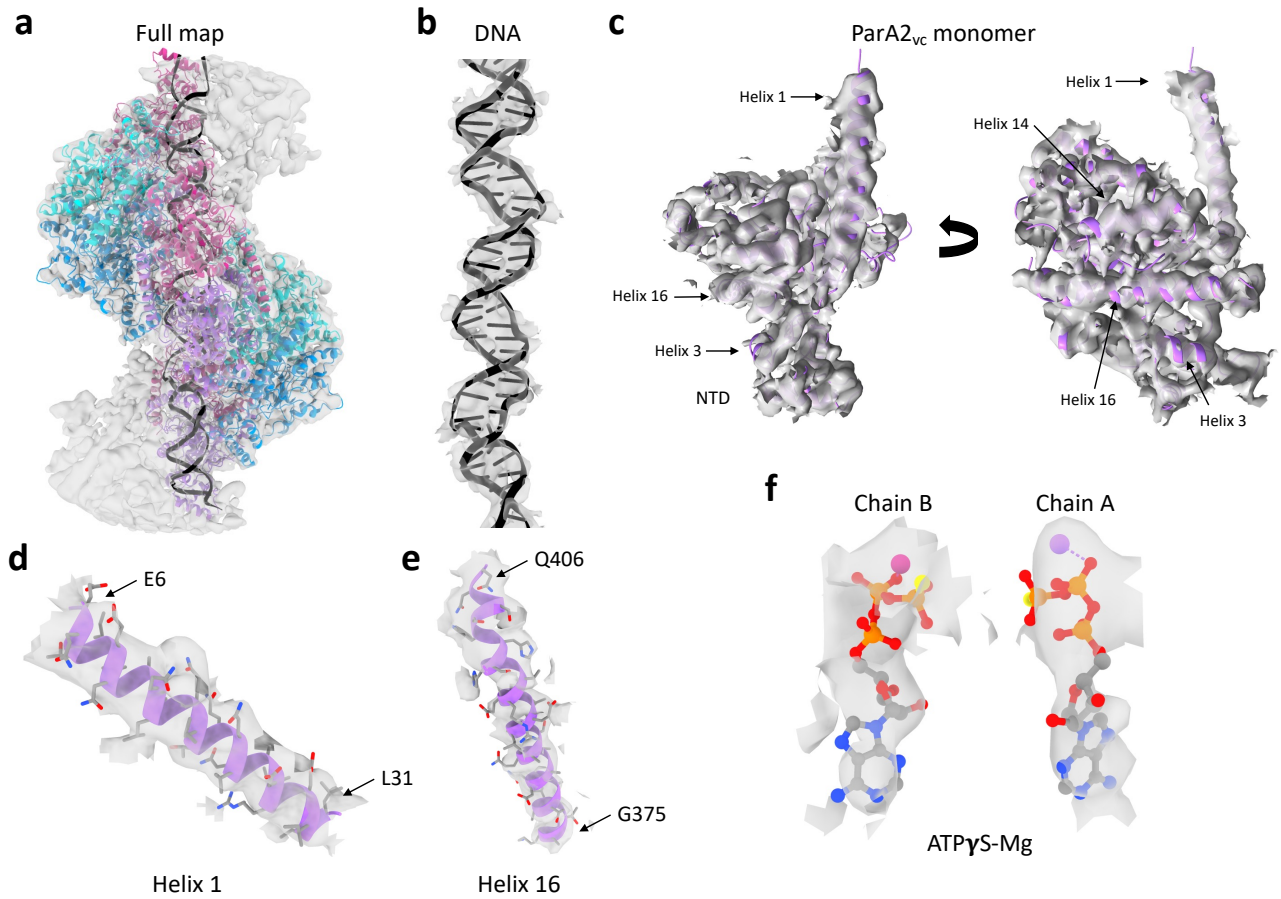 a
Full map
b
DNA
c
ParA2vc monomer
Helix 1
Helix 16
Helix 3
NTD
Helix 1
Helix 14
Helix 16
Helix 3
d
E6
L31
Helix 1
e
Q406
G375
Helix 16
f
Chain B
Chain A
ATPγS-Mg